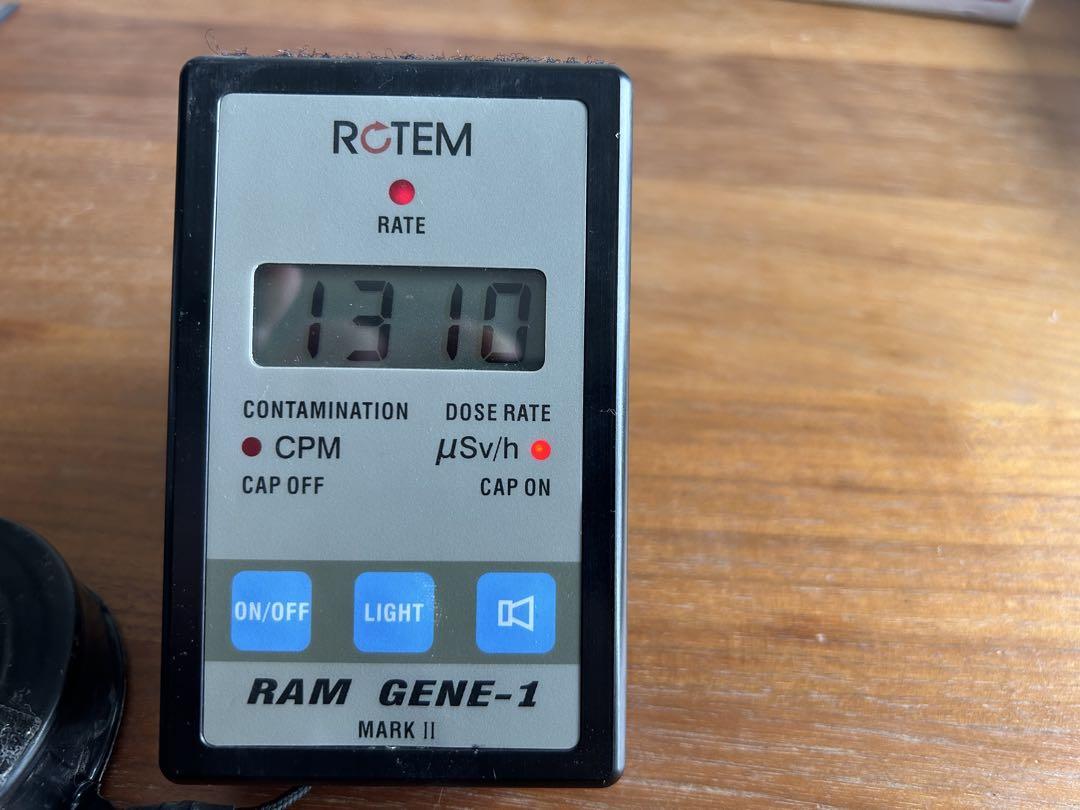 ROTEM
RATE
1310
CONTAMINATION DOSE RATE
CPM µSv/h
CAP OFF CAP ON
ON/OFF LIGHT
RAM GENE-1
MARK II